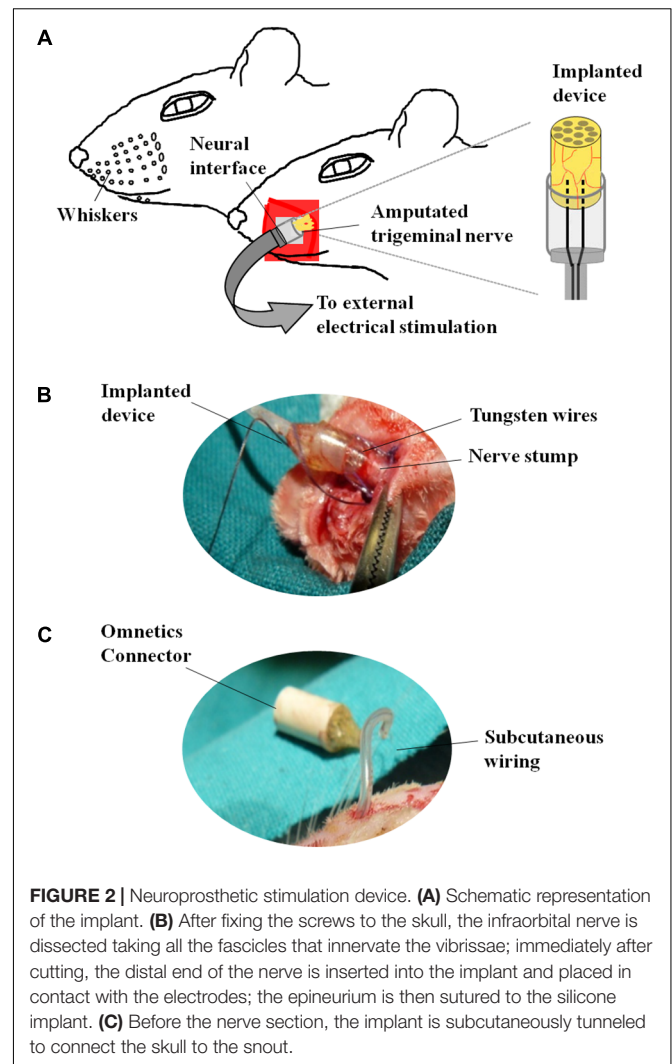 A
Implanted
device
Neural
interface
Whiskers
Amputated
trigeminal nerve
To external
electrical stimulation
B
Implanted
device
Tungsten wires
Nerve stump
C
Omnetics
Connector
Subcutaneous
wiring
FIGURE 2 | Neuroprosthetic stimulation device. (A) Schematic representation
of the implant. (B) After fixing the screws to the skull, the infraorbital nerve is
dissected taking all the fascicles that innervate the vibrissae; immediately after
cutting, the distal end of the nerve is inserted into the implant and placed in
contact with the electrodes; the epineurium is then sutured to the silicone
implant. (C) Before the nerve section, the implant is subcutaneously tunneled
to connect the skull to the snout.